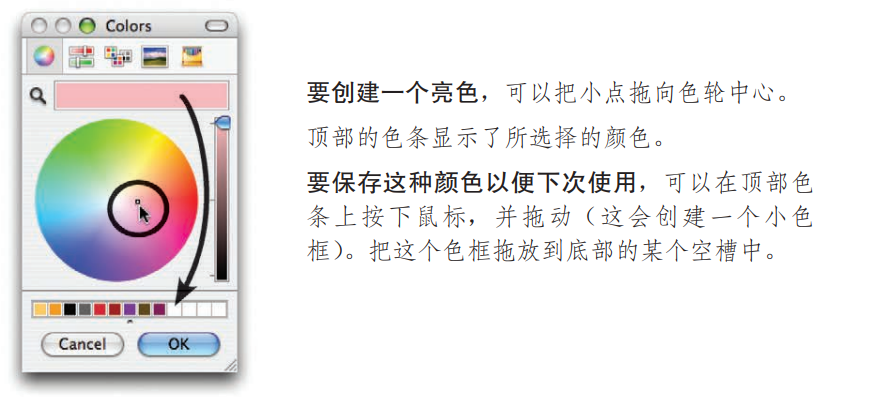 Colors
要创建一个亮色，可以把小点拖向色轮中心。
顶部的色条显示了所选择的颜色。
要保存这种颜色以便下次使用，可以在顶部色
条上按下鼠标，并拖动（这会创建一个小色
框）。把这个色框拖放到底部的某个空槽中。
Cancel OK